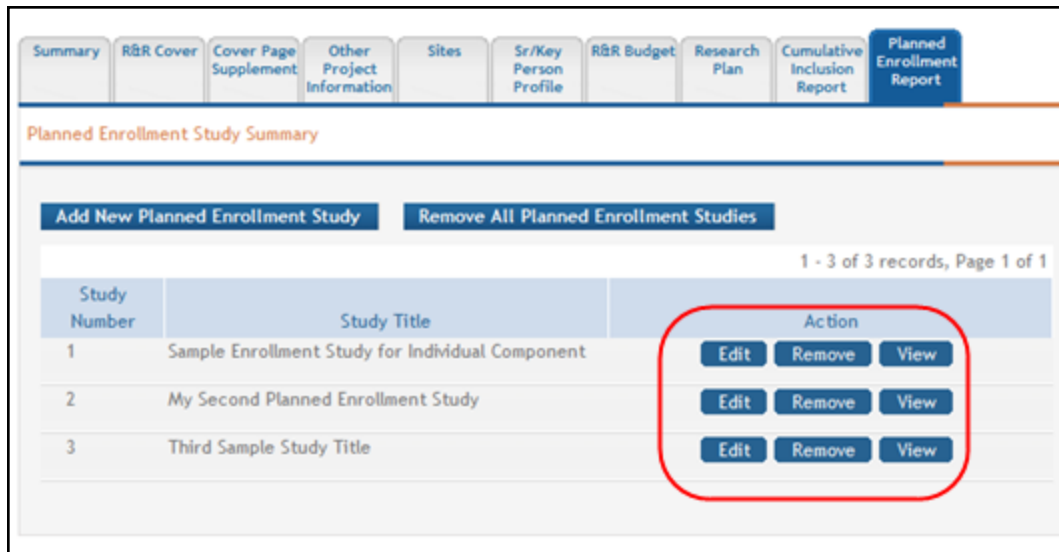 Summary
R&R Cover
Cover Page
Supplement
Other
Project
Information
Sites
Sr/Key
Person
Profile
R&R Budget
Research
Plan
Cumulative
Inclusion
Report
Planned
Enrollment
Report
Planned Enrollment Study Summary
Add New Planned Enrollment Study Remove All Planned Enrollment Studies
1 - 3 of 3 records, Page 1 of 1
Study
Number Study Title Action
1 Sample Enrollment Study for Individual Component Edit Remove View
2 My Second Planned Enrollment Study Edit Remove View
3 Third Sample Study Title Edit Remove View